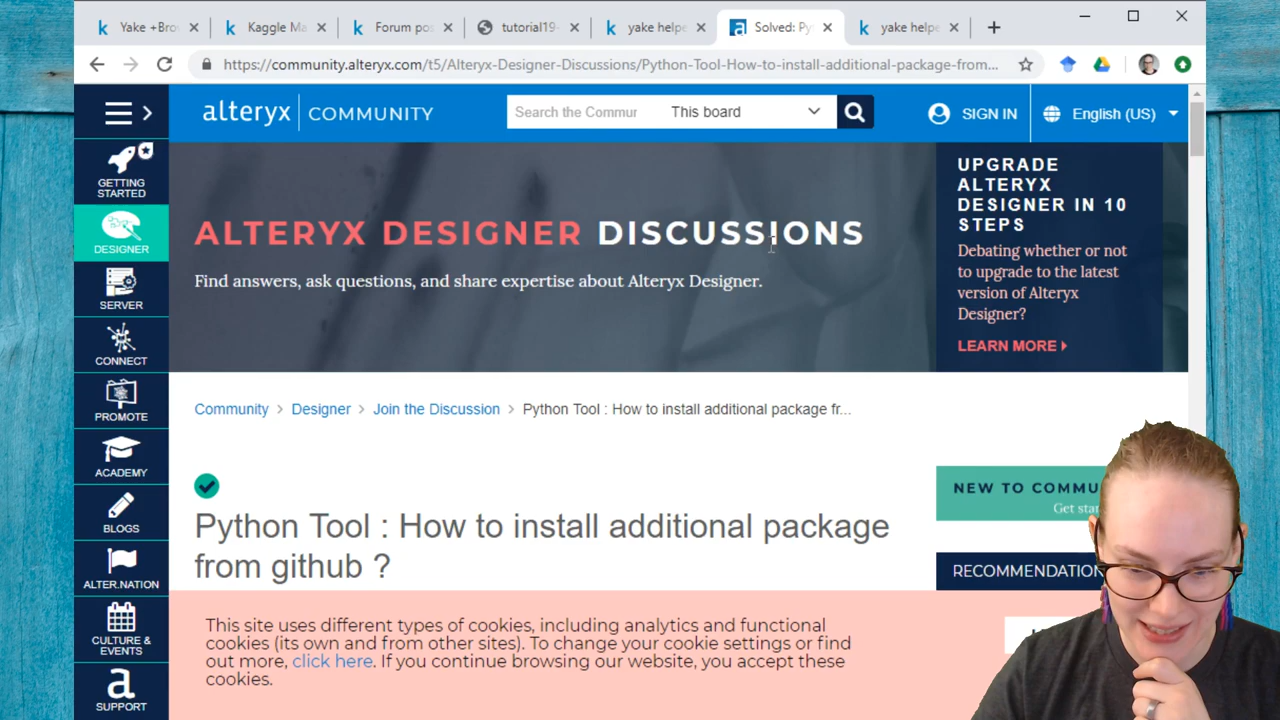 Yake +Bro
Kaggle Ma
Forum pos
tutorial19-
yake helpe
Solved: Py
yake helpe
https://community.alteryx.com/t5/Alteryx-Designer-Discussions/Python-Tool-How-to-install-additional-package-from...
alteryx COMMUNITY
Search the Commur
This board
SIGN IN
English (US)
GETTING
STARTED
DESIGNER
SERVER
CONNECT
PROMOTE
ACADEMY
BLOGS
ALTER.NATION
CULTURE &
EVENTS
SUPPORT
ALTERYX DESIGNER DISCUSSIONS
Find answers, ask questions, and share expertise about Alteryx Designer.
UPGRADE
ALTERYX
DESIGNER IN 10
STEPS
Debating whether or not
to upgrade to the latest
version of Alteryx
Designer?
LEARN MORE
Community > Designer > Join the Discussion > Python Tool : How to install additional package fr...
Python Tool : How to install additional package
from github ?
NEW TO COMMU
Get star
RECOMMENDATION
This site uses different types of cookies, including analytics and functional
cookies (its own and from other sites). To change your cookie settings or find
out more, click here. If you continue browsing our website, you accept these
cookies.